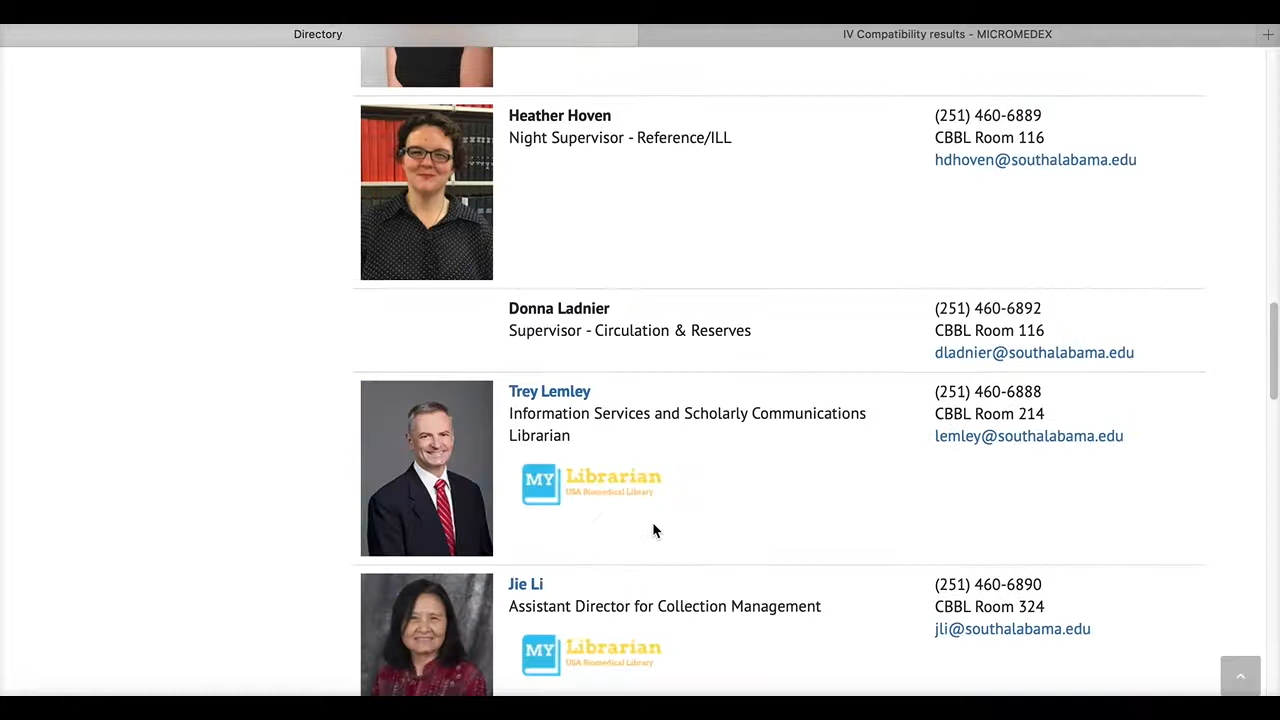 Directory
IV Compatibility results - MICROMEDEX
Heather Hoven
Night Supervisor - Reference/ILL
(251) 460-6889
CBBL Room 116
hdhoven@southalabama.edu
Donna Ladnier
Supervisor - Circulation & Reserves
(251) 460-6892
CBBL Room 116
dladnier@southalabama.edu
Trey Lemley
Information Services and Scholarly Communications
Librarian
MY Librarian
USA Biomedical Library
(251) 460-6888
CBBL Room 214
lemley@southalabama.edu
Jie Li
Assistant Director for Collection Management
MY Librarian
USA Biomedical Library
(251) 460-6890
CBBL Room 324
jli@southalabama.edu